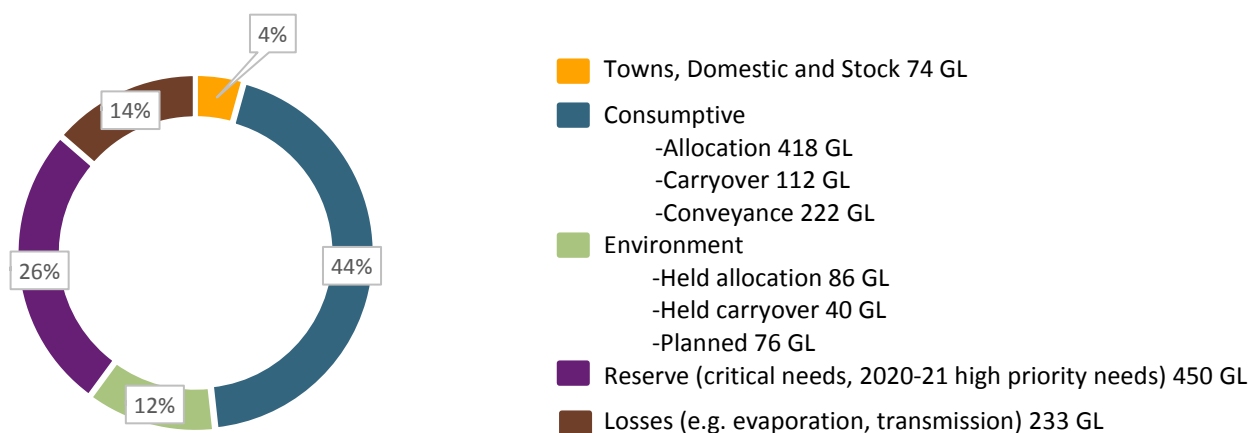 4%
14%
26%
44%
12%
Towns, Domestic and Stock 74 GL
Consumptive
-Allocation 418 GL
-Carryover 112 GL
-Conveyance 222 GL
Environment
-Held allocation 86 GL
-Held carryover 40 GL
-Planned 76 GL
Reserve (critical needs, 2020-21 high priority needs) 450 GL
Losses (e.g. evaporation, transmission) 233 GL